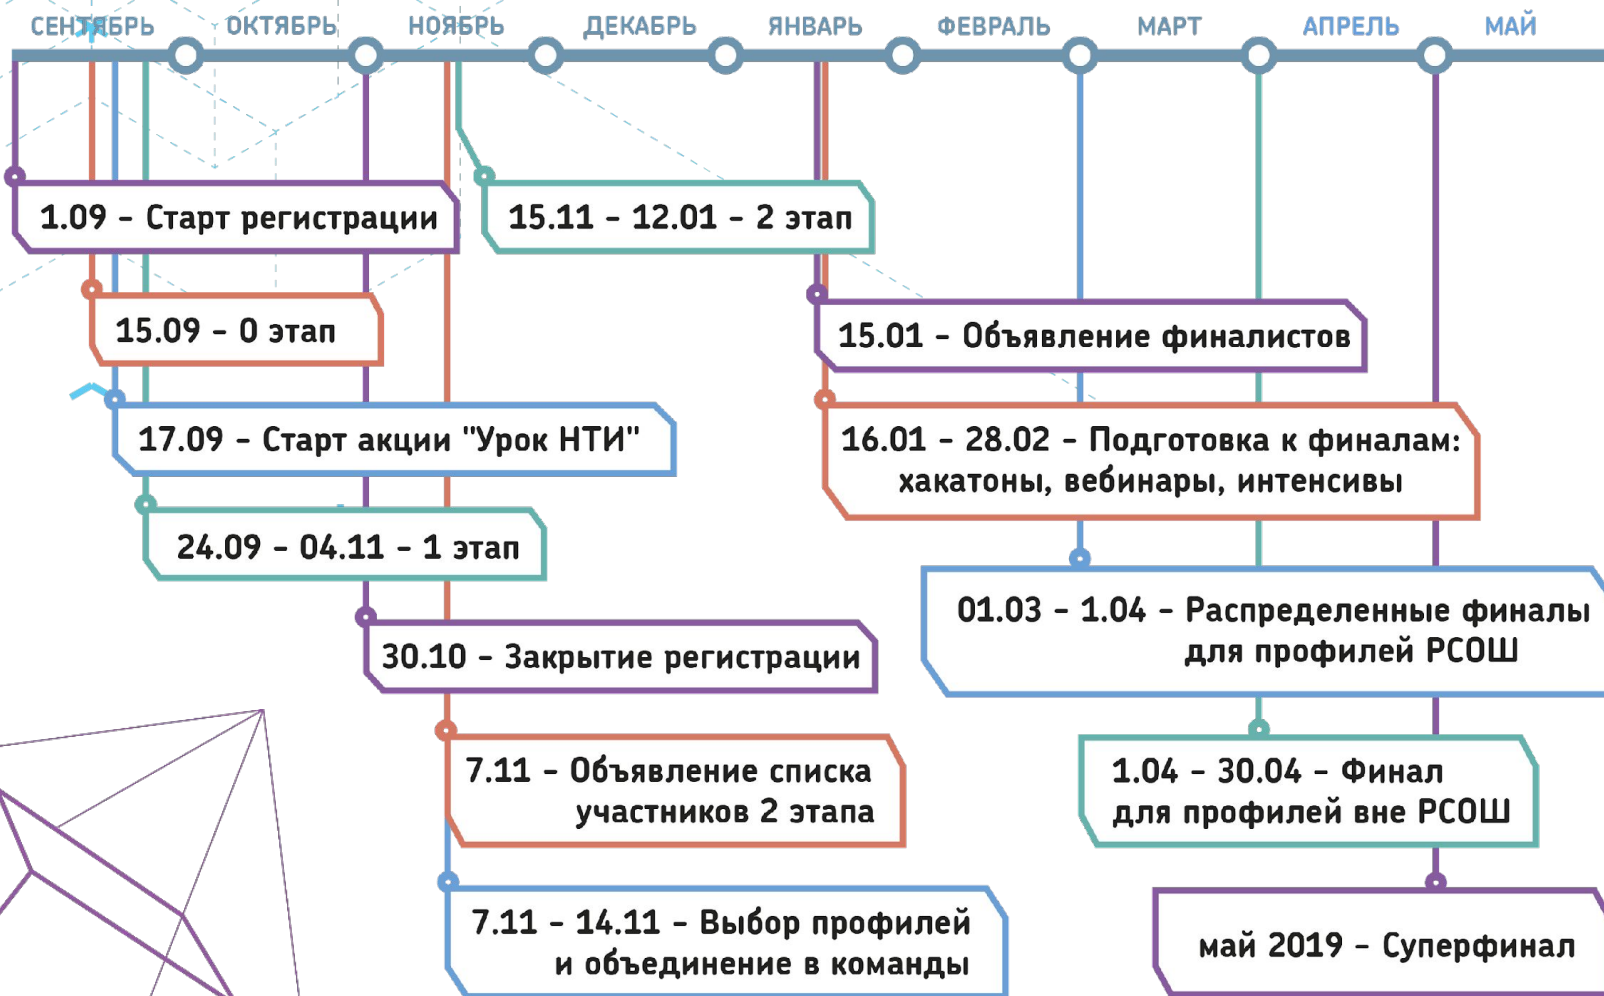 СЕНТЯБРЬ ОКТЯБРЬ НОЯБРЬ ДЕКАБРЬ ЯНВАРЬ ФЕВРАЛЬ МАРТ АПРЕЛЬ МАЙ
1.09 - Старт регистрации
15.09 - 0 этап
17.09 - Старт акции "Урок НТИ"
24.09 - 04.11 - 1 этап
30.10 - Закрытие регистрации
7.11 - Объявление списка
участников 2 этапа
7.11 - 14.11 - Выбор профилей
и объединение в команды
15.11 - 12.01 - 2 этап
15.01 - Объявление финалистов
16.01 - 28.02 - Подготовка к финалам:
хакатоны, вебинары, интенсивы
01.03 - 1.04 - Распределенные финалы
для профилей РСОШ
1.04 - 30.04 - Финал
для профилей вне РСОШ
май 2019 - Суперфинал